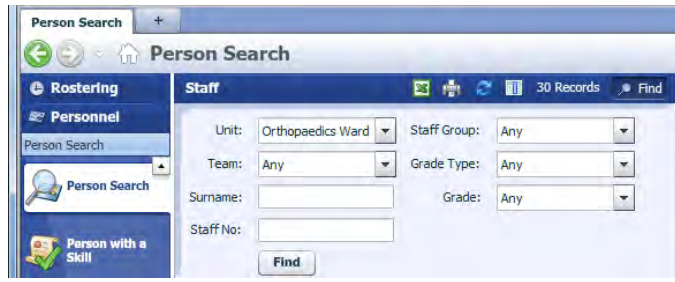 Person Search +
Person Search
Rostering
Personnel
Person Search
Person Search
Person with a
Skill
Staff 30 Records Find
Unit: Orthopaedics Ward Staff Group: Any
Team: Any Grade Type: Any
Surname: Grade: Any
Staff No:
Find